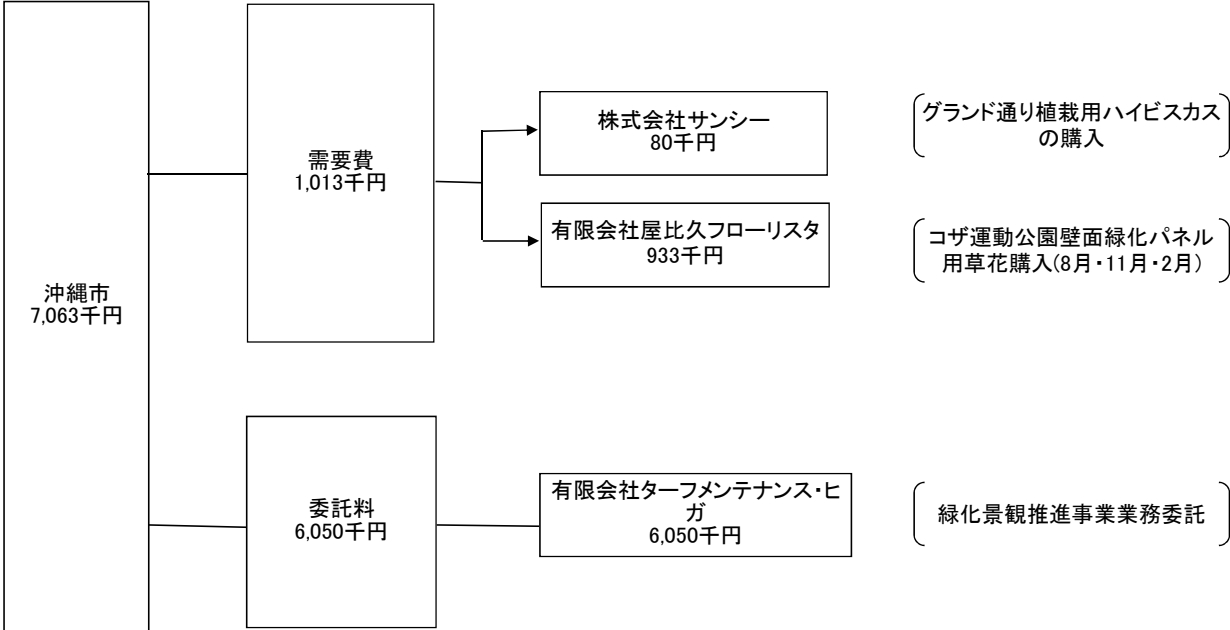 沖縄市
7,063千円
需要費
1,013千円
株式会社サンシー
80千円
グランド通り植栽用ハイビスカス
の購入
有限会社屋比久フローリスタ
933千円
コザ運動公園壁面緑化パネル
用草花購入(8月・11月・2月)
委託料
6,050千円
有限会社ターフメンテナンス・ヒ
ガ
6,050千円
緑化景観推進事業業務委託